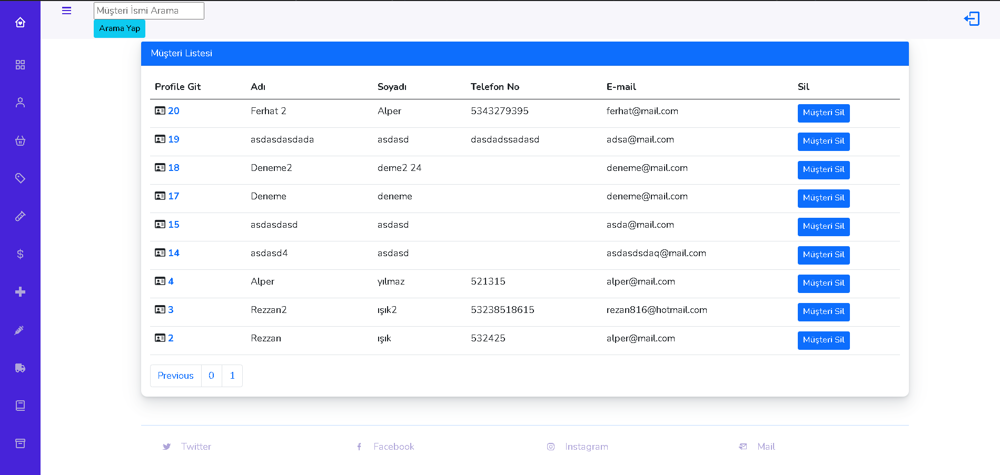 Müşteri İsmi Arama
Arama Yap
Müşteri Listesi
Profile Git Adı Soyadı Telefon No E-mail Sil
20 Ferhat 2 Alper 5343279395 ferhat@mail.com Müşteri Sil
19 asdasdasdada asdasd dasdadssadasd adsa@mail.com Müşteri Sil
18 Deneme2 deme2 24 deneme@mail.com Müşteri Sil
17 Deneme deneme deneme@mail.com Müşteri Sil
15 asdasdasd asdasd asda@mail.com Müşteri Sil
14 asdasd4 asdasd asdasdsdaq@mail.com Müşteri Sil
4 Alper yılmaz 521315 alper@mail.com Müşteri Sil
3 Rezzan2 ışık2 53238518615 rezan816@hotmail.com Müşteri Sil
2 Rezzan ışık 532425 alper@mail.com Müşteri Sil
Previous 0 1
Twitter Facebook Instagram Mail